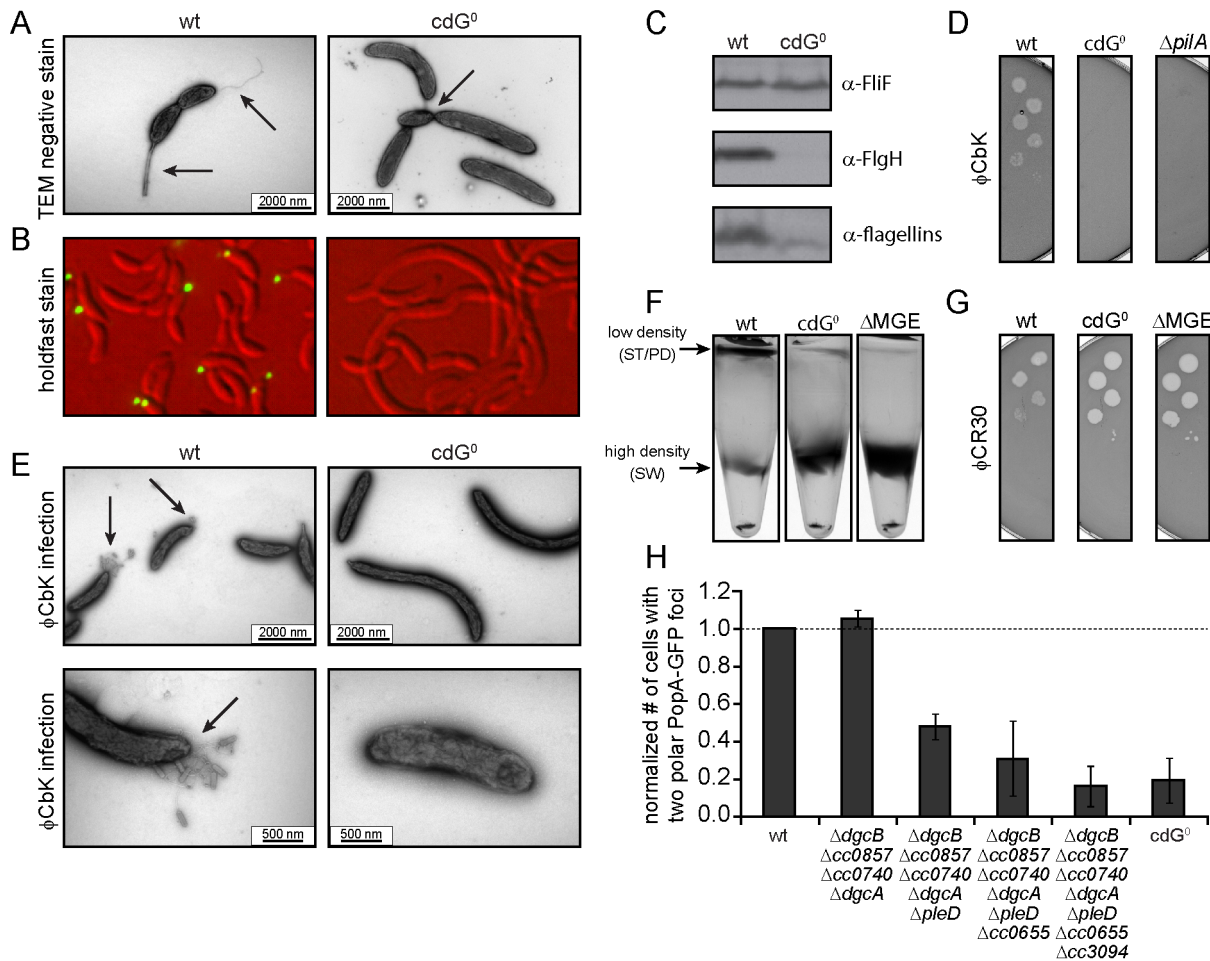 A
wt
cdG⁰
TEM negative stain
2000 nm
2000 nm
B
holdfast stain
C
wt
cdG⁰
α-FliF
α-FlgH
α-flagellins
D
wt
cdG⁰
ΔpilA
ϕCbK
E
wt
cdG⁰
ϕCbK infection
2000 nm
2000 nm
ϕCbK infection
500 nm
500 nm
F
wt
cdG⁰
ΔMGE
low density
(ST/PD)
high density
(SW)
G
wt
cdG⁰
ΔMGE
ϕCR30
H
normalized # of cells with
two polar PopA-GFP foci
1.2
1.0
0.8
0.6
0.4
0.2
0.0
wt
ΔdgcB
Δcc0857
Δcc0740
ΔdgcA
ΔdgcB
Δcc0857
Δcc0740
ΔdgcA
ΔpleD
ΔdgcB
Δcc0857
Δcc0740
ΔdgcA
ΔpleD
Δcc0655
ΔdgcB
Δcc0857
Δcc0740
ΔdgcA
ΔpleD
Δcc0655
Δcc3094
cdG⁰